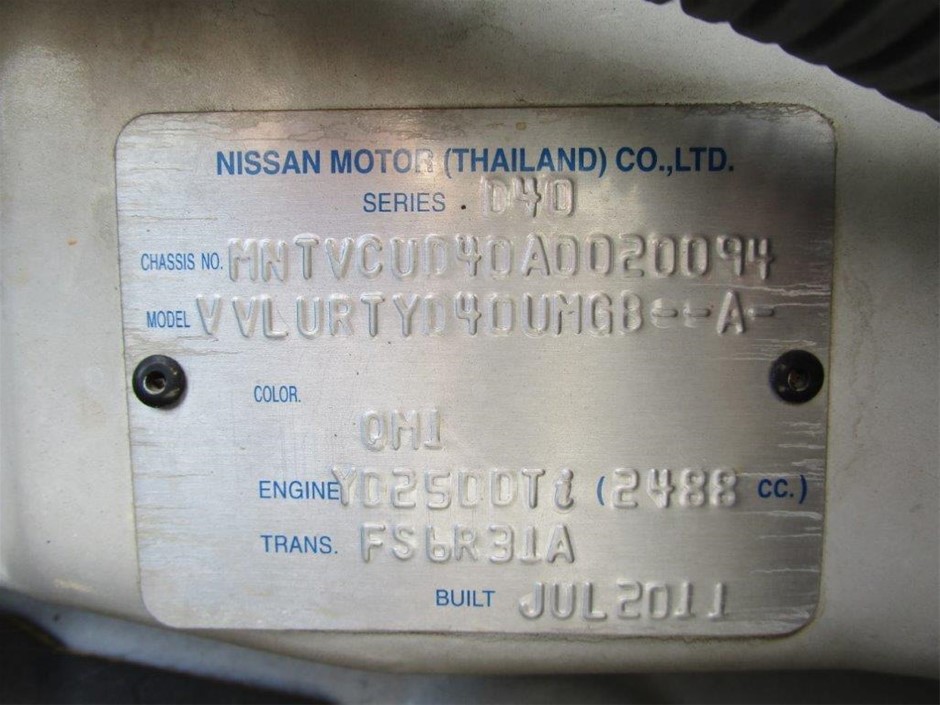 NISSAN MOTOR (THAILAND) CO.,LTD.
SERIES . D40
CHASSIS NO. MNTVCUD40A0020094
MODEL VVLURTYD40UMGB---A-
COLOR.
QM1
ENGINE YD25DDTi (2488 CC.)
TRANS. FS6R31A
BUILT JUL2011